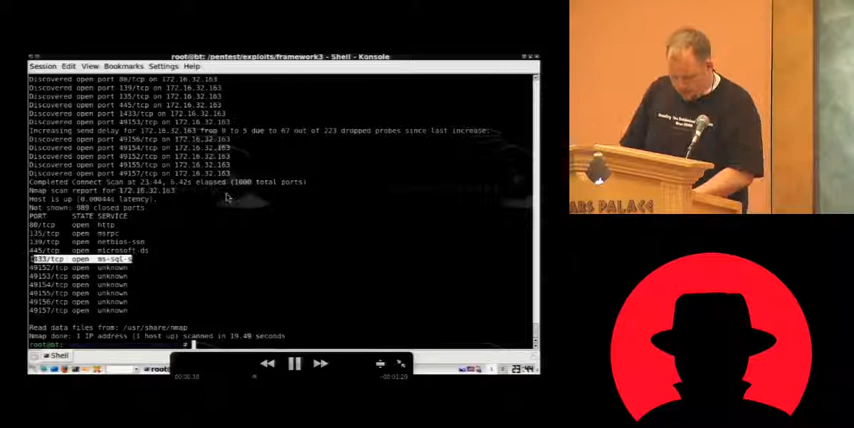 root@bt: /pentest/exploits/framework3 - Shell - Konsole
Session Edit View Bookmarks Settings Help
Discovered open port 80/tcp on 172.16.32.163
Discovered open port 139/tcp on 172.16.32.163
Discovered open port 135/tcp on 172.16.32.163
Discovered open port 445/tcp on 172.16.32.163
Discovered open port 1433/tcp on 172.16.32.163
Discovered open port 49153/tcp on 172.16.32.163
Increasing send delay for 172.16.32.163 from 0 to 5 due to 67 out of 223 dropped probes since last increase.
Discovered open port 49156/tcp on 172.16.32.163
Discovered open port 49154/tcp on 172.16.32.163
Discovered open port 49152/tcp on 172.16.32.163
Discovered open port 49155/tcp on 172.16.32.163
Discovered open port 49157/tcp on 172.16.32.163
Completed Connect Scan at 23:44, 6.42s elapsed (1000 total ports)
Nmap scan report for 172.16.32.163
Host is up (0.00044s latency).
Not shown: 989 closed ports
PORT STATE SERVICE
80/tcp open http
135/tcp open msrpc
139/tcp open netbios-ssn
445/tcp open microsoft-ds
1433/tcp open ms-sql-s
49152/tcp open unknown
49153/tcp open unknown
49154/tcp open unknown
49155/tcp open unknown
49156/tcp open unknown
49157/tcp open unknown
Read data files from: /usr/share/nmap
Nmap done: 1 IP address (1 host up) scanned in 19.49 seconds
root@bt: #
Shell
23:44
ARS PALACE